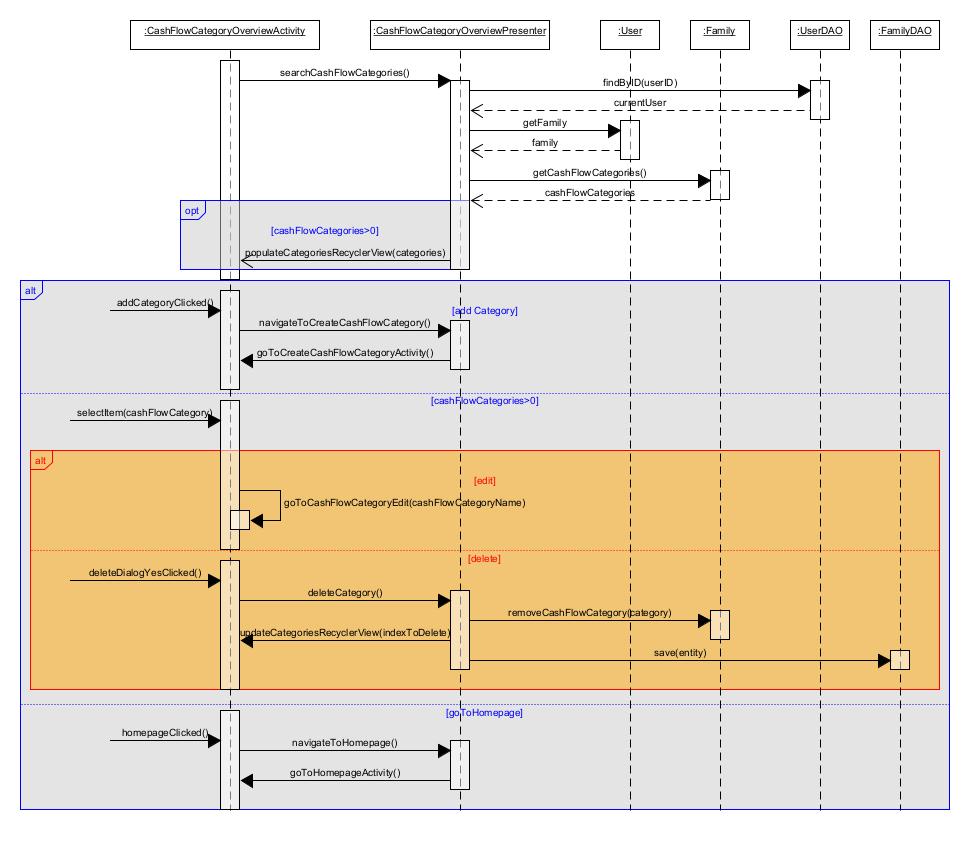 :CashFlowCategoryOverviewActivity
:CashFlowCategoryOverviewPresenter
:User
:Family
:UserDAO
:FamilyDAO
searchCashFlowCategories()
findByID(userID)
currentUser
getFamily
family
getCashFlowCategories()
cashFlowCategories
opt
[cashFlowCategories>0]
populateCategoriesRecyclerView(categories)
alt
addCategoryClicked()
[add Category]
navigateToCreateCashFlowCategory()
goToCreateCashFlowCategoryActivity()
[cashFlowCategories>0]
selectItem(cashFlowCategory)
alt
[edit]
goToCashFlowCategoryEdit(cashFlowCategoryName)
[delete]
deleteDialogYesClicked()
deleteCategory()
removeCashFlowCategory(category)
updateCategoriesRecyclerView(indexToDelete)
save(entity)
[goToHomepage]
homepageClicked()
navigateToHomepage()
goToHomepageActivity()